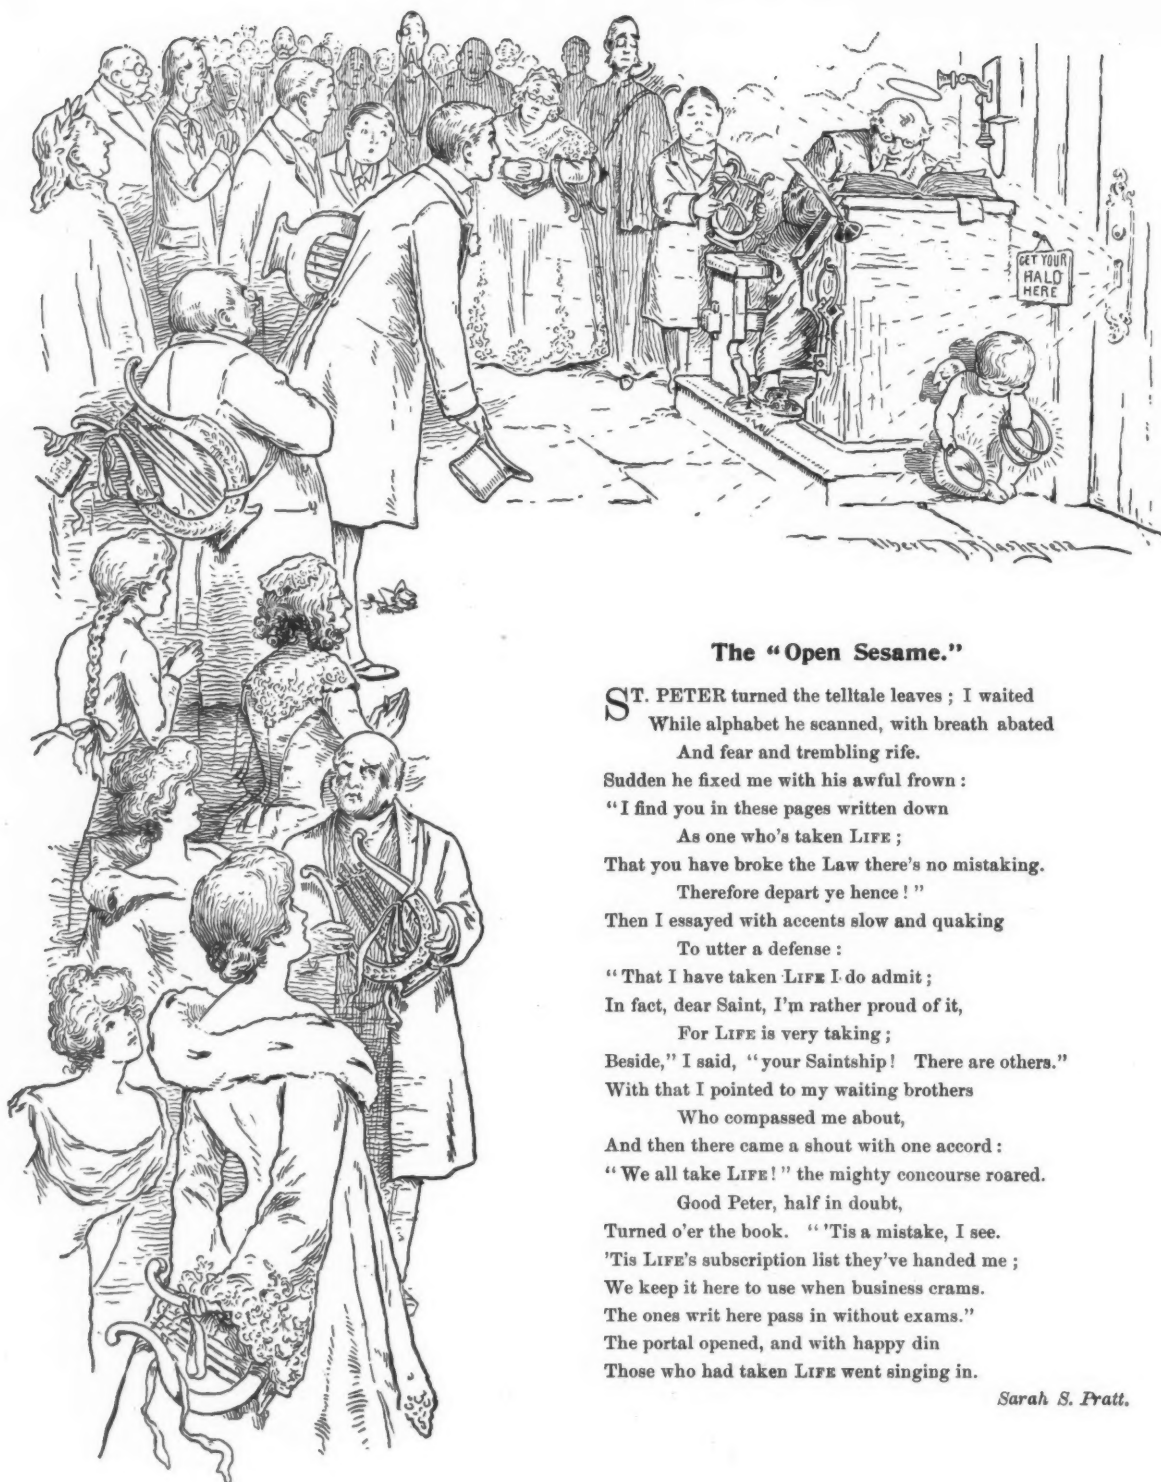 GET YOUR
HALO
HERE
Albert D. Blashfield
The “Open Sesame.”
ST. PETER turned the telltale leaves ; I waited
While alphabet he scanned, with breath abated
And fear and trembling rife.
Sudden he fixed me with his awful frown :
“I find you in these pages written down
As one who’s taken LIFE ;
That you have broke the Law there’s no mistaking.
Therefore depart ye hence ! ”
Then I essayed with accents slow and quaking
To utter a defense :
“ That I have taken LIFE I do admit ;
In fact, dear Saint, I’m rather proud of it,
For LIFE is very taking ;
Beside,” I said, “ your Saintship ! There are others.”
With that I pointed to my waiting brothers
Who compassed me about,
And then there came a shout with one accord :
“ We all take LIFE ! ” the mighty concourse roared.
Good Peter, half in doubt,
Turned o’er the book. “ ’Tis a mistake, I see.
’Tis LIFE’s subscription list they’ve handed me ;
We keep it here to use when business crams.
The ones writ here pass in without exams.”
The portal opened, and with happy din
Those who had taken LIFE went singing in.
Sarah S. Pratt.